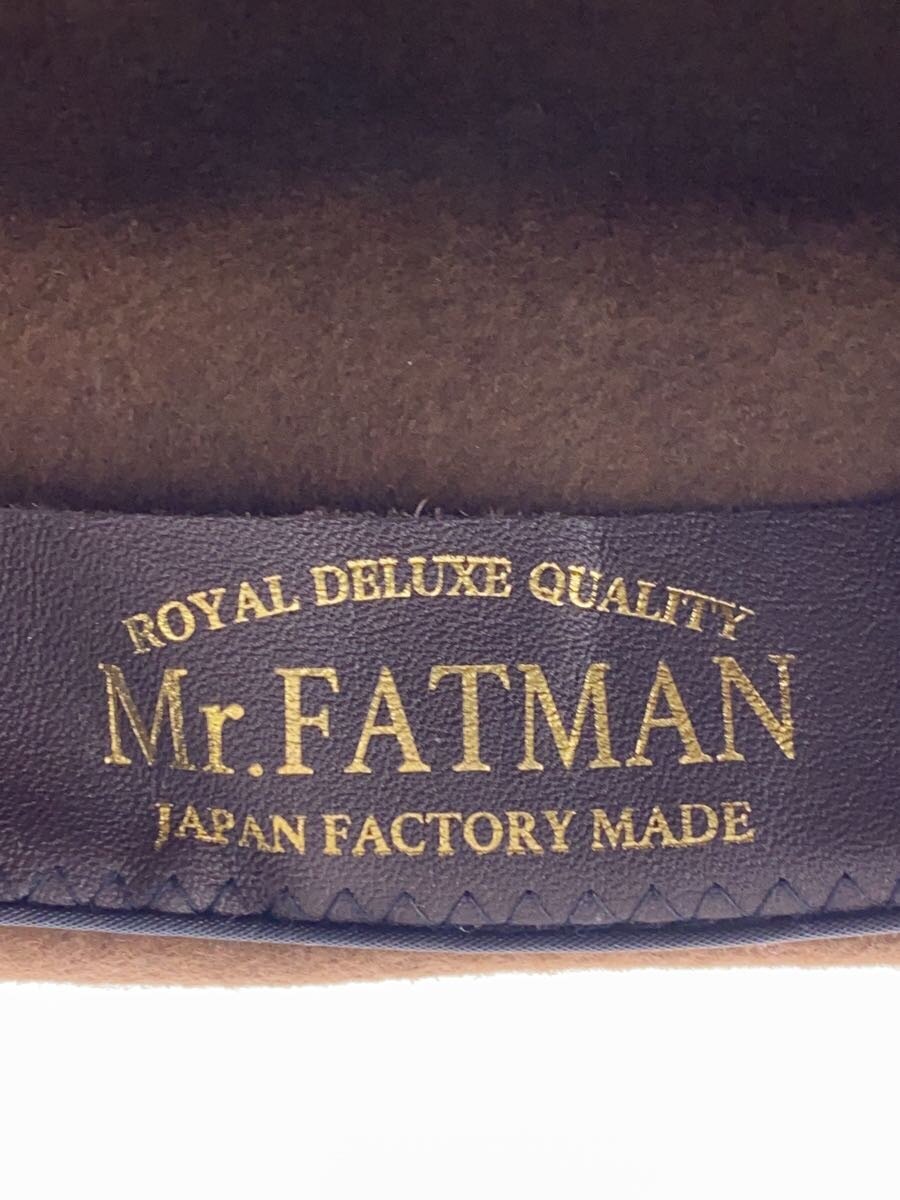 ROYAL DELUXE QUALITY
Mr.FATMAN
JAPAN FACTORY MADE